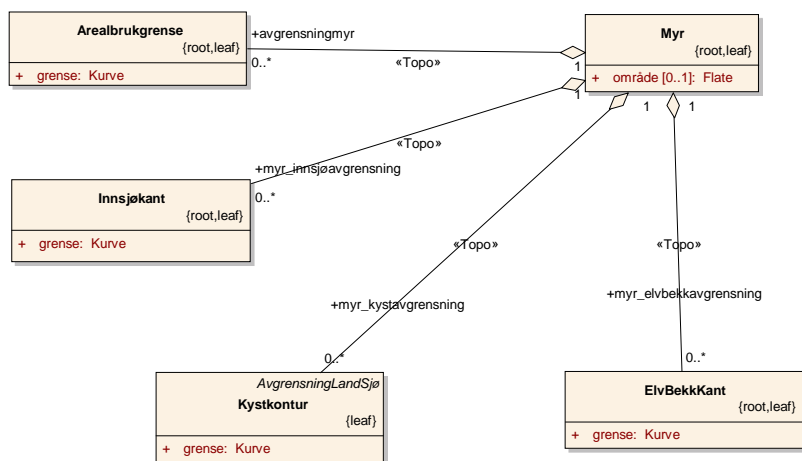 Arealbrukgrense
{root,leaf}
+ grense: Kurve
+avgrensningmyr
0..*
«Topo»
1
Myr
{root,leaf}
+ område [0..1]: Flate
1
1
1
«Topo»
+myr_innsjøavgrensning
0..*
Innsjøkant
{root,leaf}
+ grense: Kurve
«Topo»
«Topo»
+myr_kystavgrensning
+myr_elvbekkavgrensning
0..*
0..*
AvgrensningLandSjø
Kystkontur
{leaf}
+ grense: Kurve
ElvBekkKant
{root,leaf}
+ grense: Kurve